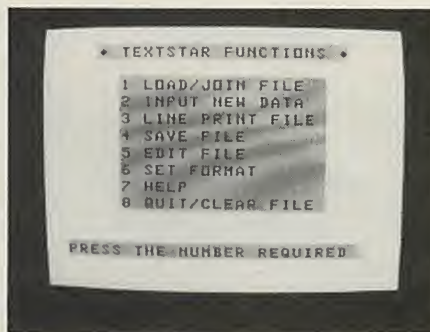 • TEXTSTAR FUNCTIONS •
1 LOAD/JOIN FILE
2 INPUT NEW DATA
3 LINE PRINT FILE
4 SAVE FILE
5 EDIT FILE
6 SET FORMAT
7 HELP
8 QUIT/CLEAR FILE
PRESS THE NUMBER REQUIRED